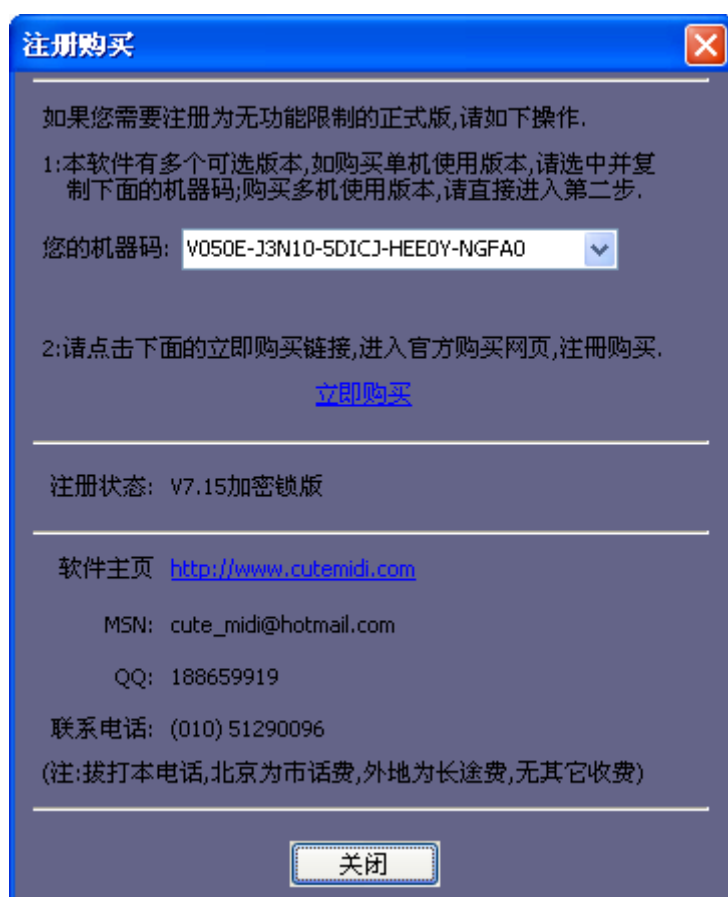 注册购买
如果您需要注册为无功能限制的正式版,请如下操作.
1:本软件有多个可选版本,如购买单机使用版本,请选中并复
制下面的机器码;购买多机使用版本,请直接进入第二步.
您的机器码: V050E-J3N10-5DICJ-HEE0Y-NGFA0
2:请点击下面的立即购买链接,进入官方购买网页,注册购买.
立即购买
注册状态: V7.15加密锁版
软件主页 http://www.cutemidi.com
MSN: cute_midi@hotmail.com
QQ: 188659919
联系电话: (010) 51290096
(注:拔打本电话,北京为市话费,外地为长途费,无其它收费)
关闭